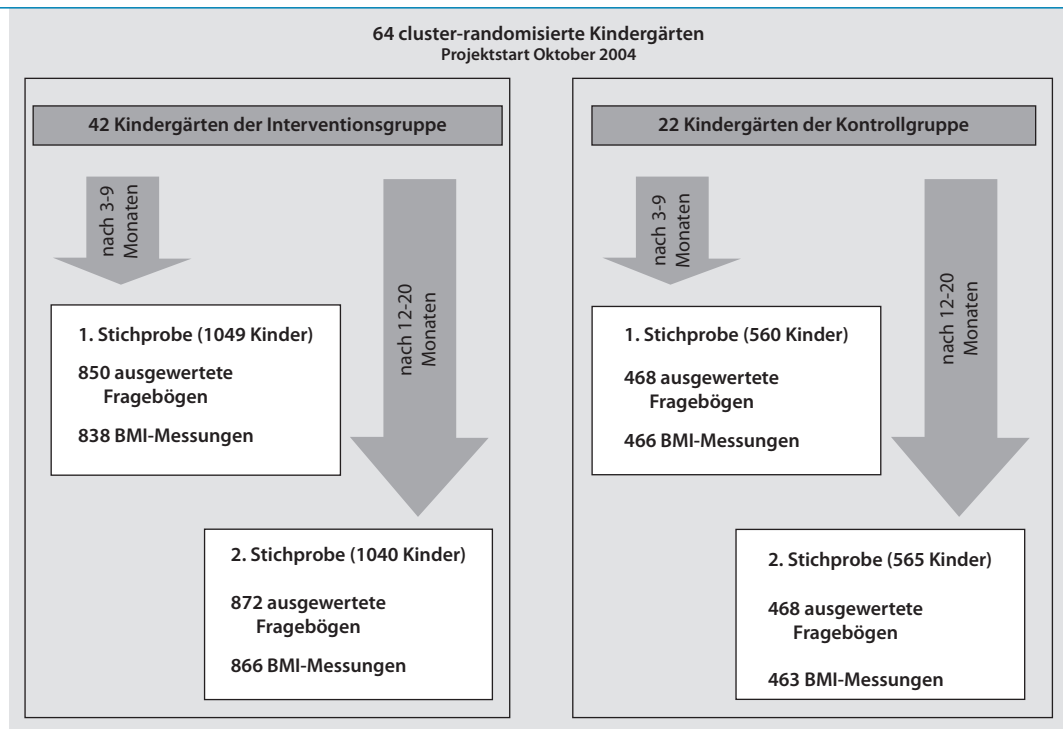 64 cluster-randomisierte Kindergärten
Projektstart Oktober 2004
42 Kindergärten der Interventionsgruppe
nach 3-9
Monaten
nach 12-20
Monaten
1. Stichprobe (1049 Kinder)
850 ausgewertete
Fragebögen
838 BMI-Messungen
2. Stichprobe (1040 Kinder)
872 ausgewertete
Fragebögen
866 BMI-Messungen
22 Kindergärten der Kontrollgruppe
nach 3-9
Monaten
nach 12-20
Monaten
1. Stichprobe (560 Kinder)
468 ausgewertete
Fragebögen
466 BMI-Messungen
2. Stichprobe (565 Kinder)
468 ausgewertete
Fragebögen
463 BMI-Messungen